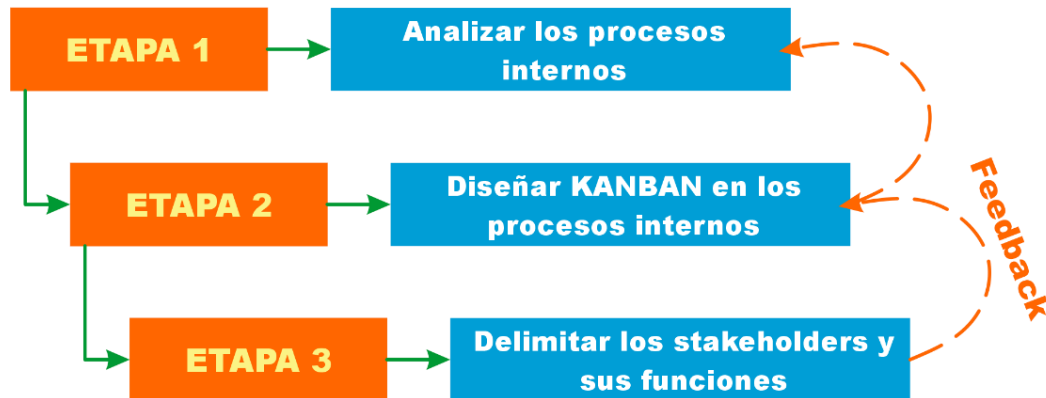 ETAPA 1
Analizar los procesos
internos
ETAPA 2
Diseñar KANBAN en los
procesos internos
Feedback
ETAPA 3
Delimitar los stakeholders y
sus funciones